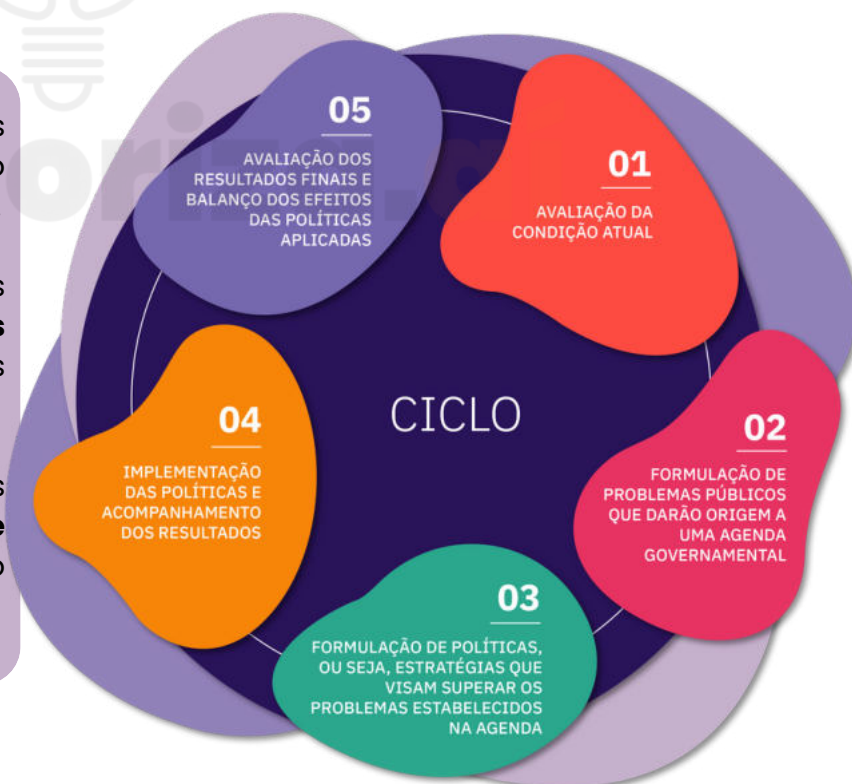 05
AVALIAÇÃO DOS
RESULTADOS FINAIS E
BALANÇO DOS EFEITOS
DAS POLÍTICAS
APLICADAS
01
AVALIAÇÃO DA
CONDIÇÃO ATUAL
CICLO
04
IMPLEMENTAÇÃO
DAS POLÍTICAS E
ACOMPANHAMENTO
DOS RESULTADOS
02
FORMULAÇÃO DE
PROBLEMAS PÚBLICOS
QUE DARÃO ORIGEM A
UMA AGENDA
GOVERNAMENTAL
03
FORMULAÇÃO DE POLÍTICAS,
OU SEJA, ESTRATÉGIAS QUE
VISAM SUPERAR OS
PROBLEMAS ESTABELECIDOS
NA AGENDA